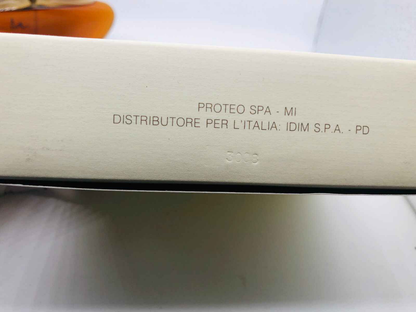 PROTEO SPA - MI
DISTRIBUTORE PER L'ITALIA: IDIM S.P.A. - PD